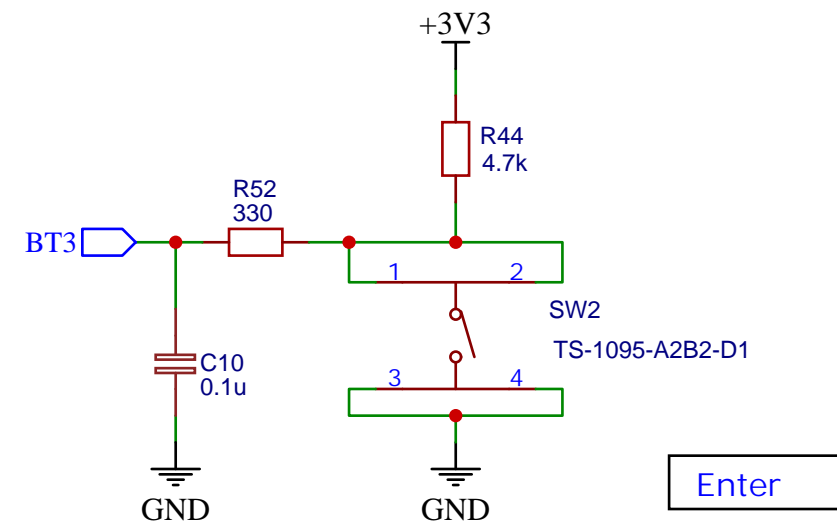 +3V3
R44
4.7k
R52
330
BT3
1 2
SW2
TS-1095-A2B2-D1
C10
0.1u
3 4
Enter
GND GND